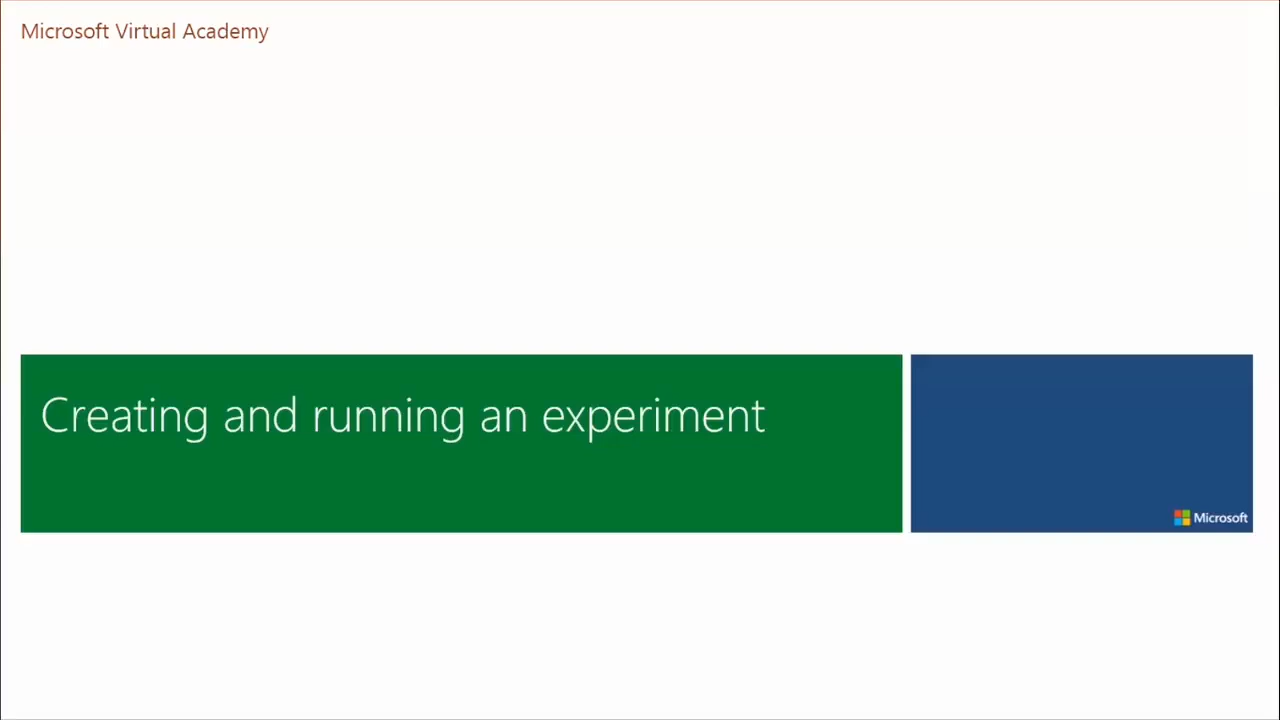 Microsoft Virtual Academy
Creating and running an experiment
Microsoft